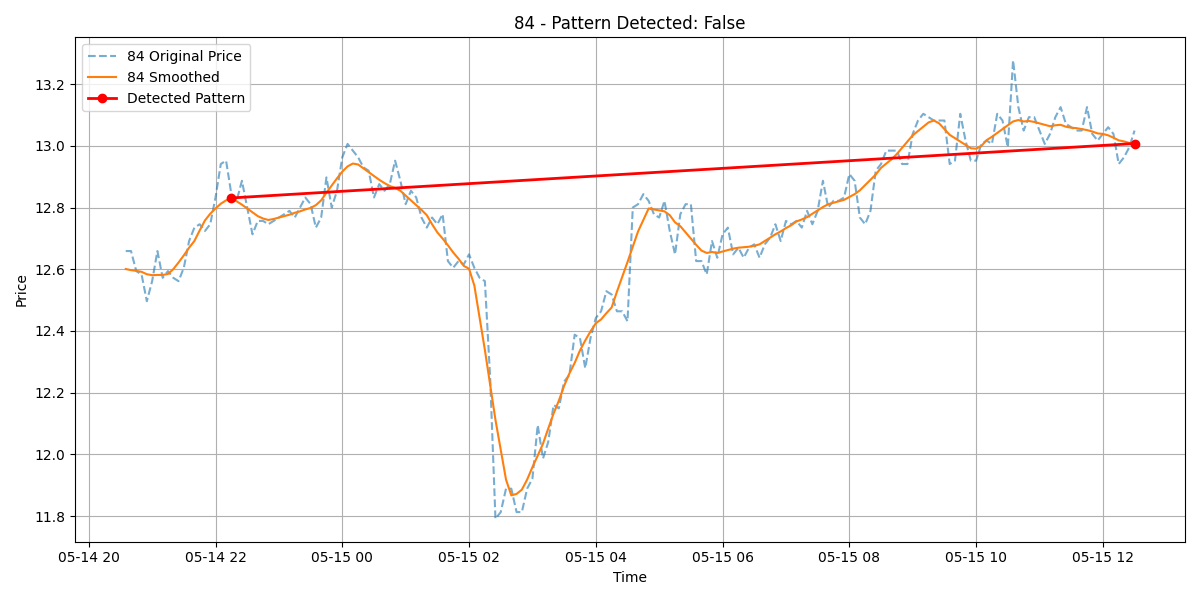 84 - Pattern Detected: False
84 Original Price
84 Smoothed
Detected Pattern
Price
13.2
13.0
12.8
12.6
12.4
12.2
12.0
11.8
05-14 20
05-14 22
05-15 00
05-15 02
05-15 04
05-15 06
05-15 08
05-15 10
05-15 12
Time